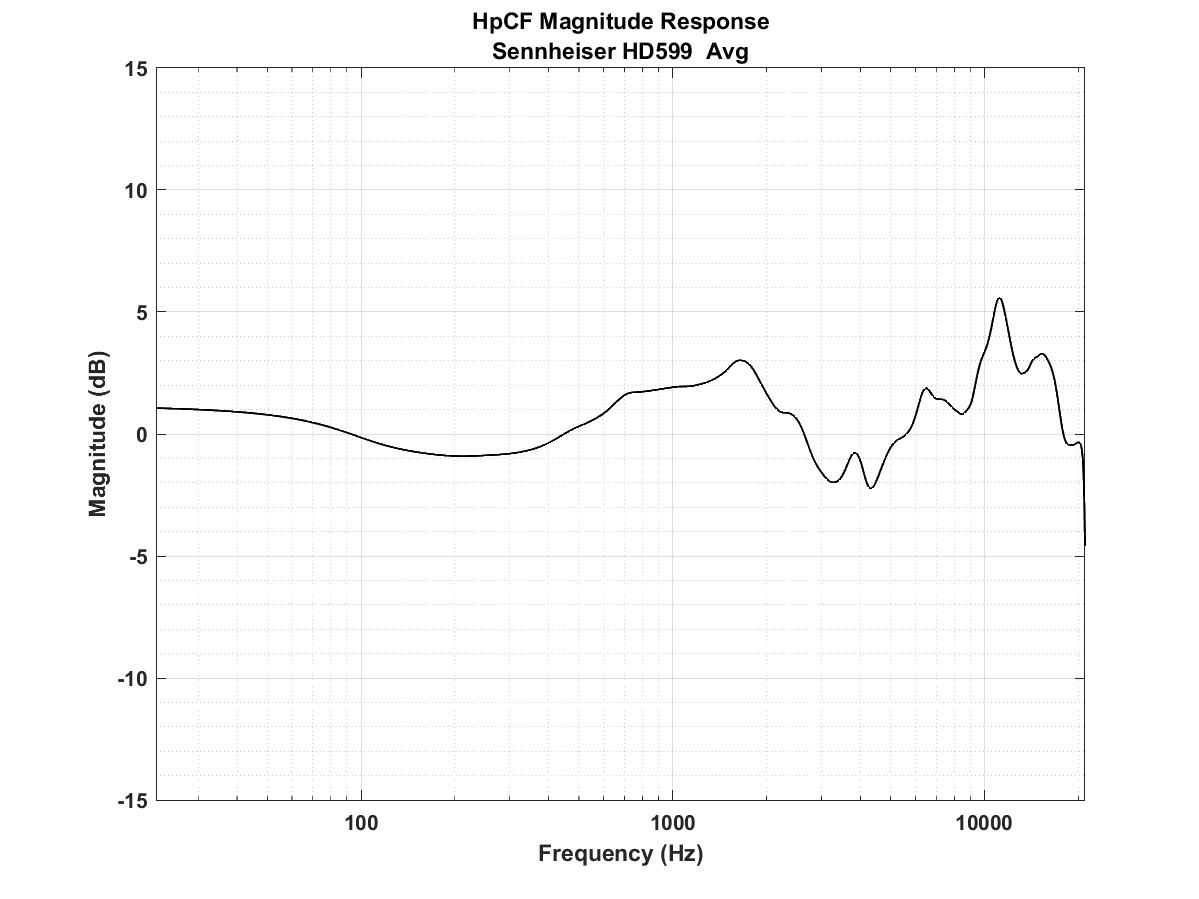 HpCF Magnitude Response
Sennheiser HD599  Avg
15
10
5
0
-5
-10
-15
Magnitude (dB)
100
1000
10000
Frequency (Hz)